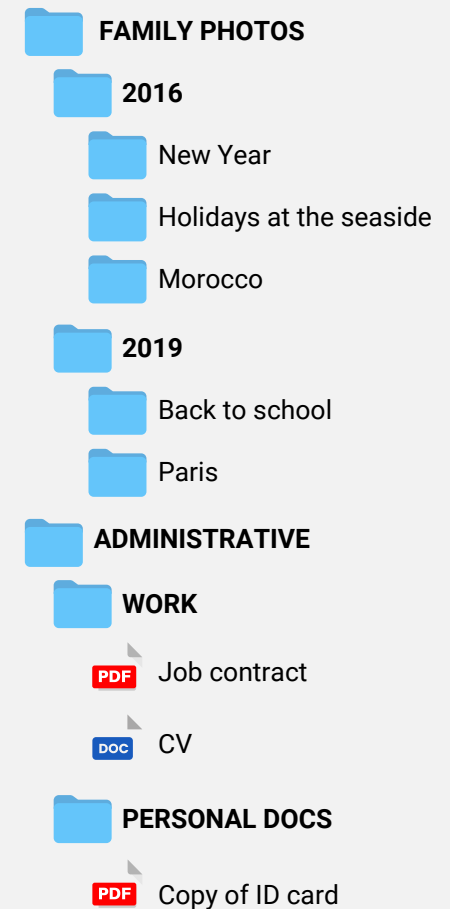 FAMILY PHOTOS
2016
New Year
Holidays at the seaside
Morocco
2019
Back to school
Paris
ADMINISTRATIVE
WORK
PDF Job contract
DOC CV
PERSONAL DOCS
PDF Copy of ID card